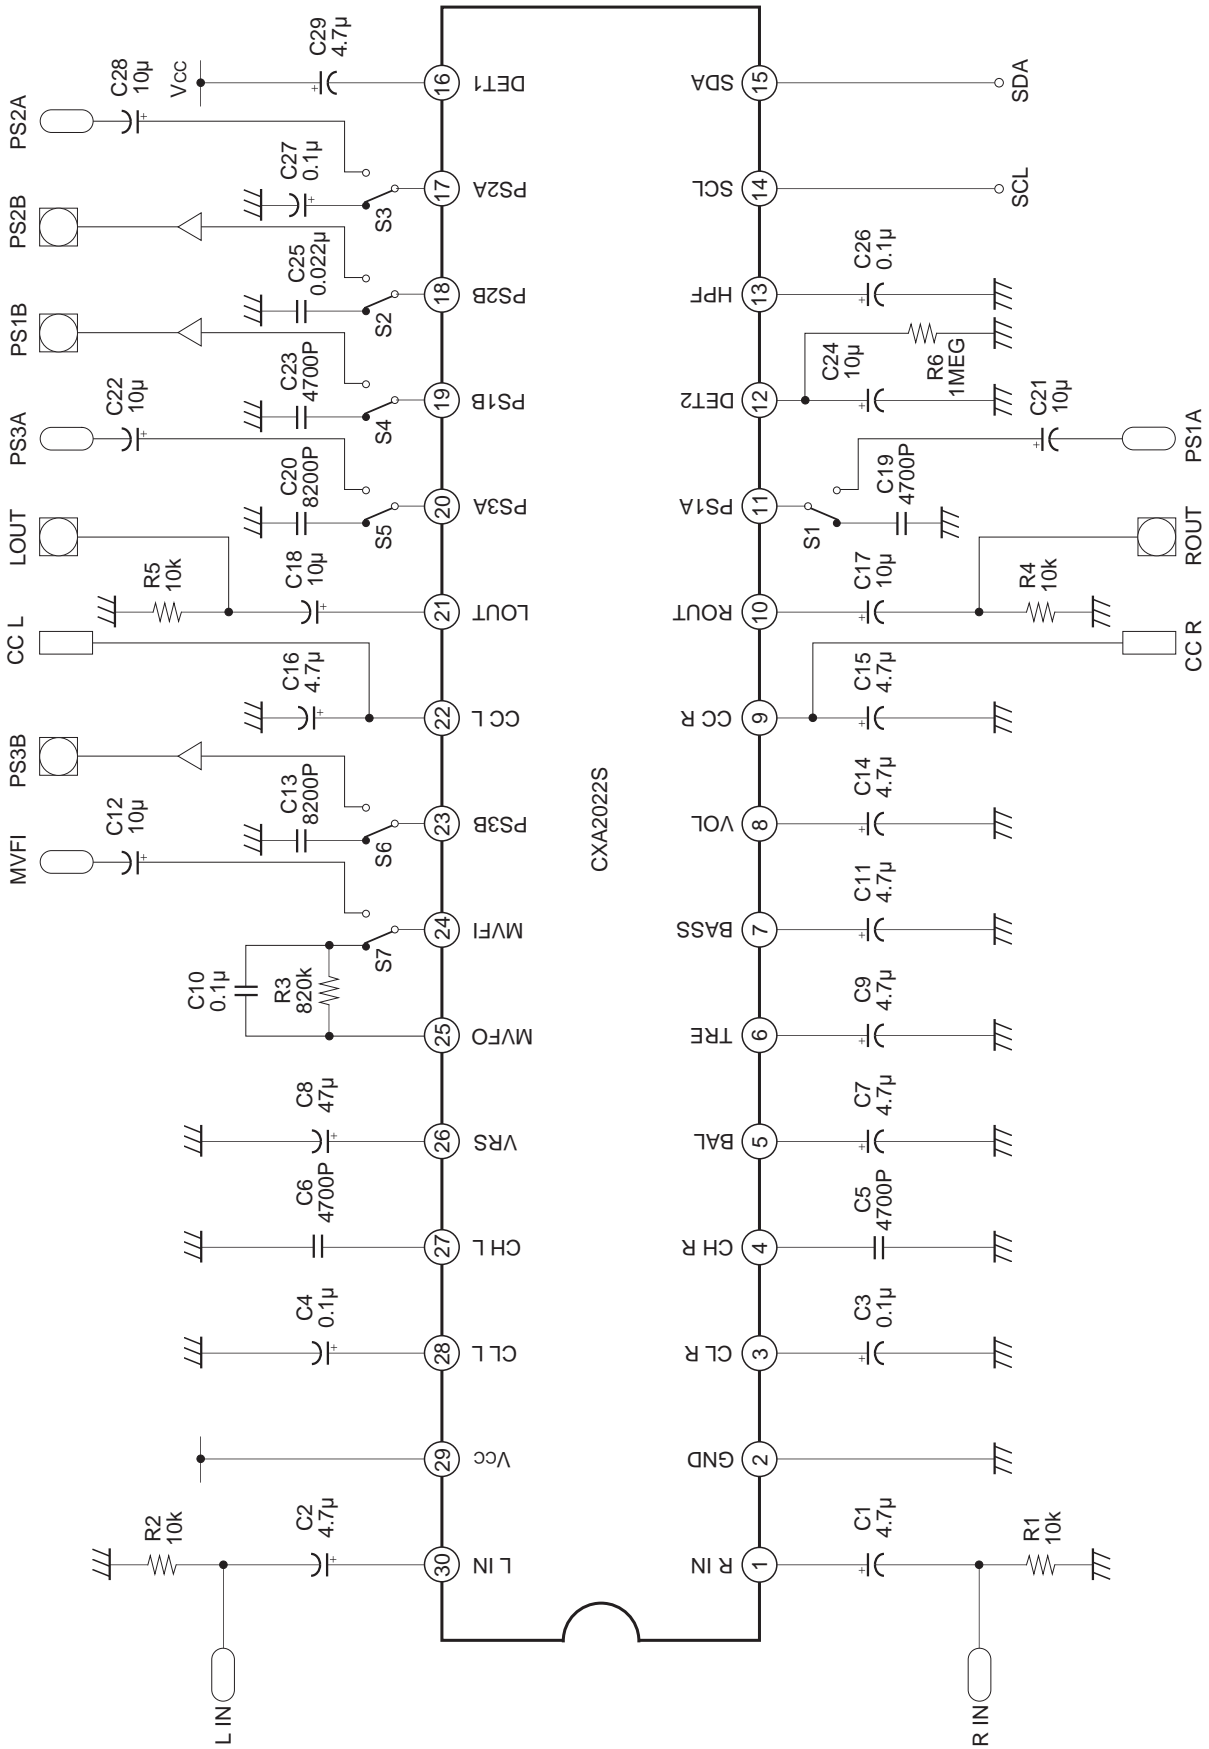 PS2A
PS2B
PS1B
PS3A
LOUT
CC L
PS3B
MVFI
C28
10µ
Vcc
C29
4.7µ
C27
0.1µ
S3
C25
0.022µ
S2
C23
4700P
S4
C22
10µ
C20
8200P
S5
R5
10k
C18
10µ
C16
4.7µ
C13
8200P
S6
C12
10µ
S7
C10
0.1µ
R3
820k
C8
47µ
C6
4700P
C4
0.1µ
R2
10k
C2
4.7µ
L IN
16
DET1
17
PS2A
18
PS2B
19
PS1B
20
PS3A
21
LOUT
22
CC L
23
PS3B
24
MVFI
25
MVFO
26
VRS
27
CH L
28
CL L
29
Vcc
30
L IN
CXA2022S
SDA
15
SCL
14
HPF
13
DET2
12
PS1A
11
ROUT
10
CC R
9
VOL
8
BASS
7
TRE
6
BAL
5
CH R
4
CL R
3
GND
2
R IN
1
SDA
SCL
C26
0.1µ
C24
10µ
R6
1MEG
C21
10µ
PS1A
S1
C19
4700P
C17
10µ
R4
10k
ROUT
C15
4.7µ
CC R
C14
4.7µ
C11
4.7µ
C9
4.7µ
C7
4.7µ
C5
4700P
C3
0.1µ
C1
4.7µ
R1
10k
R IN